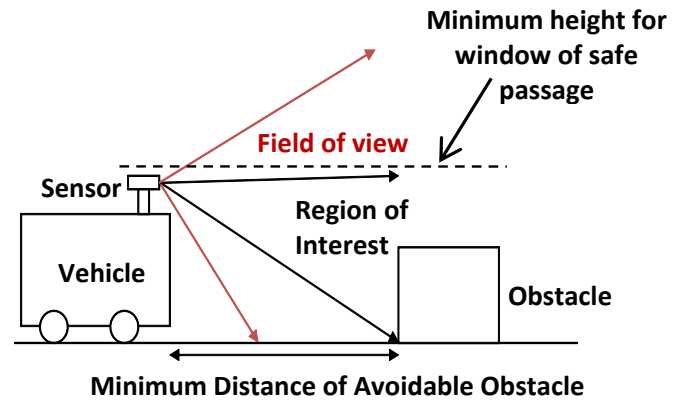 Minimum height for
window of safe
passage
Field of view
Sensor
Region of
Interest
Vehicle
Obstacle
Minimum Distance of Avoidable Obstacle